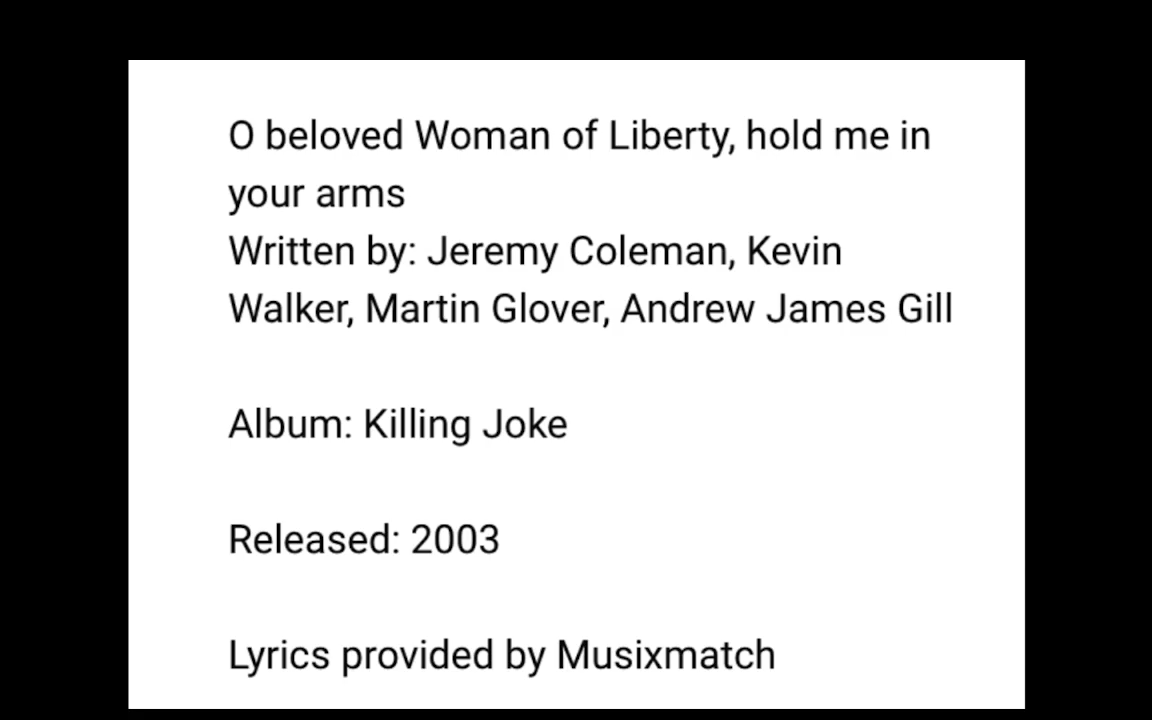 O beloved Woman of Liberty, hold me in
your arms
Written by: Jeremy Coleman, Kevin
Walker, Martin Glover, Andrew James Gill
Album: Killing Joke
Released: 2003
Lyrics provided by Musixmatch